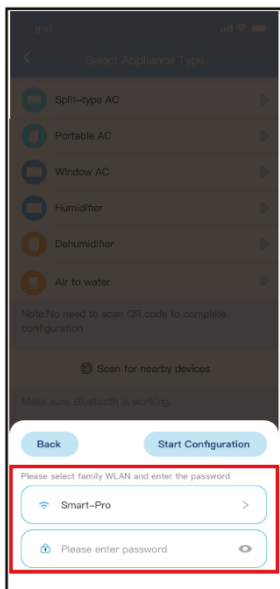 9:41
Select Appliance Type
Split-type AC
Portable AC
Window AC
Humidifier
Dehumidifier
Air to water
Note:No need to scan QR code to complete
configuration
Scan for nearby devices
Make sure Bluetooth is working.
Back
Start Configuration
Please select family WLAN and enter the password
Smart-Pro
Please enter password